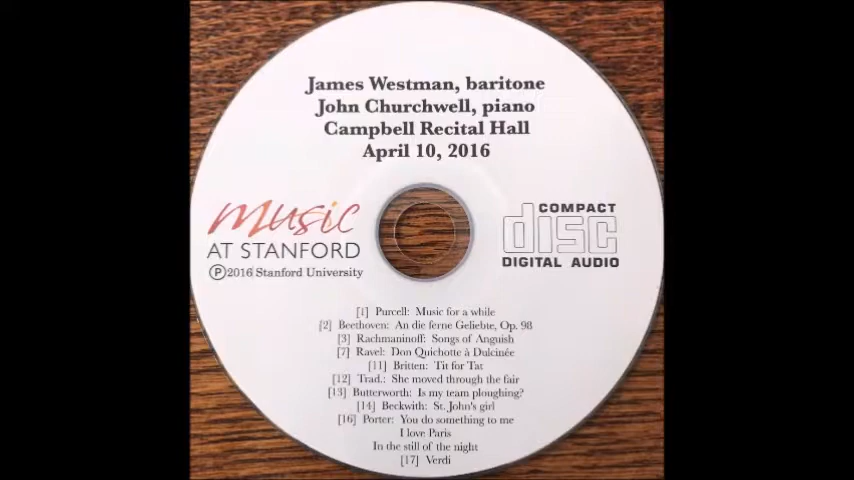 James Westman, baritone
John Churchwell, piano
Campbell Recital Hall
April 10, 2016
music
AT STANFORD
℗2016 Stanford University
COMPACT
disc
DIGITAL AUDIO
[1] Purcell: Music for a while
[2] Beethoven: An die ferne Geliebte, Op. 98
[3] Rachmaninoff: Songs of Anguish
[7] Ravel: Don Quichotte à Dulcinée
[11] Britten: Tit for Tat
[12] Trad.: She moved through the fair
[13] Butterworth: Is my team ploughing?
[14] Beckwith: St. John's girl
[16] Porter: You do something to me
I love Paris
In the still of the night
[17] Verdi